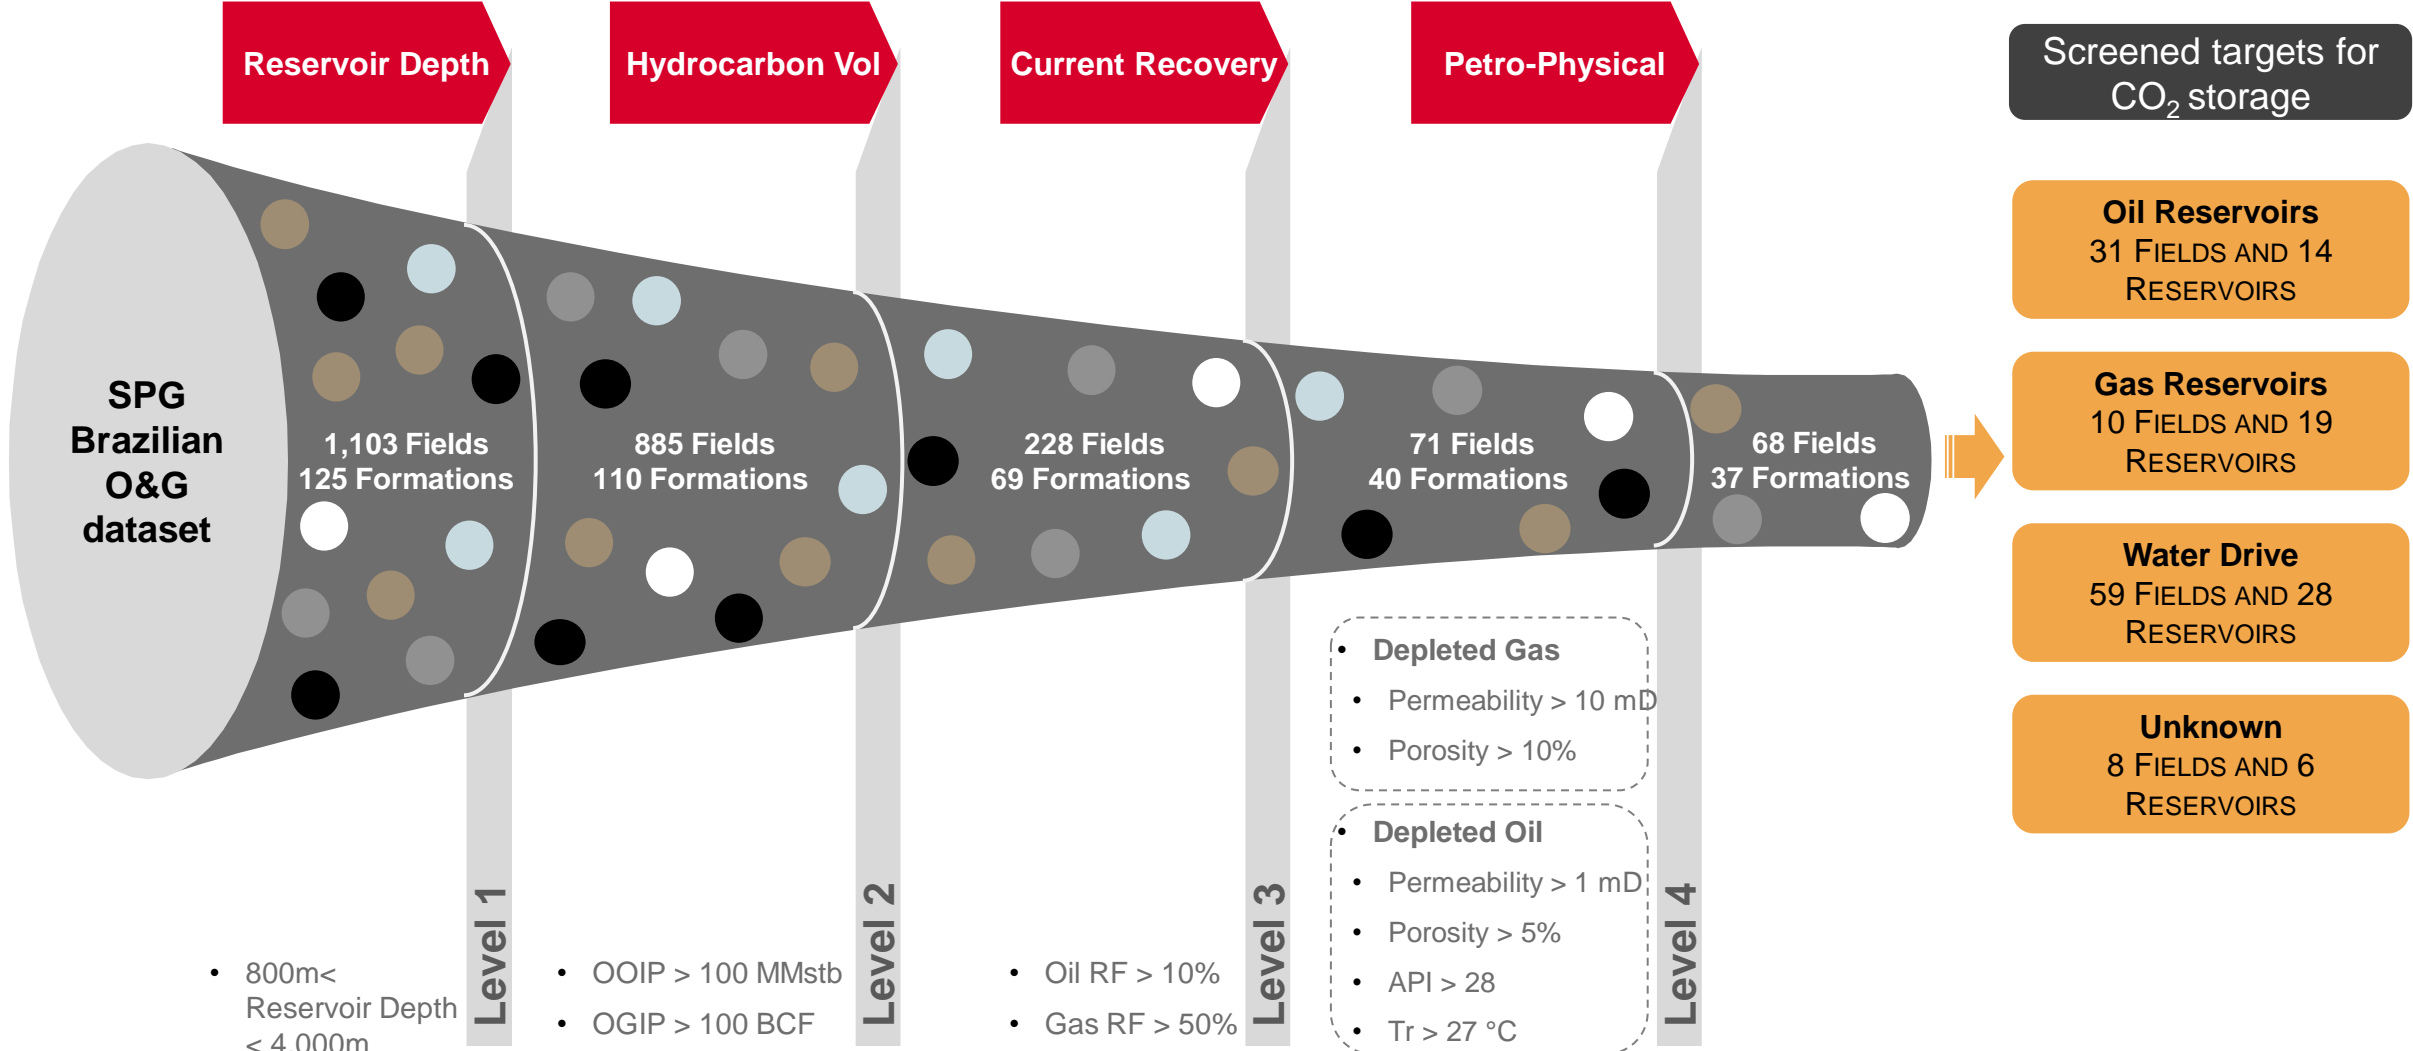 Reservoir Depth
Hydrocarbon Vol
Current Recovery
Petro-Physical
Screened targets for
CO₂ storage
SPG
Brazilian
O&G
dataset
1,103 Fields
125 Formations
885 Fields
110 Formations
228 Fields
69 Formations
71 Fields
40 Formations
68 Fields
37 Formations
Oil Reservoirs
31 FIELDS AND 14
RESERVOIRS
Gas Reservoirs
10 FIELDS AND 19
RESERVOIRS
Water Drive
59 FIELDS AND 28
RESERVOIRS
Unknown
8 FIELDS AND 6
RESERVOIRS
• 800m<
Reservoir Depth
< 4,000m
Level 1
• OOIP > 100 MMstb
• OGIP > 100 BCF
Level 2
• Oil RF > 10%
• Gas RF > 50%
Level 3
• Depleted Gas
• Permeability > 10 mD
• Porosity > 10%
• Depleted Oil
• Permeability > 1 mD
• Porosity > 5%
• API > 28
• Tr > 27 °C
Level 4